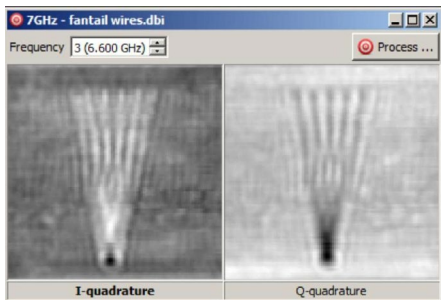 7GHz - fantail wires.dbi
Frequency 3 (6.600 GHz) Process ...
I-quadrature Q-quadrature